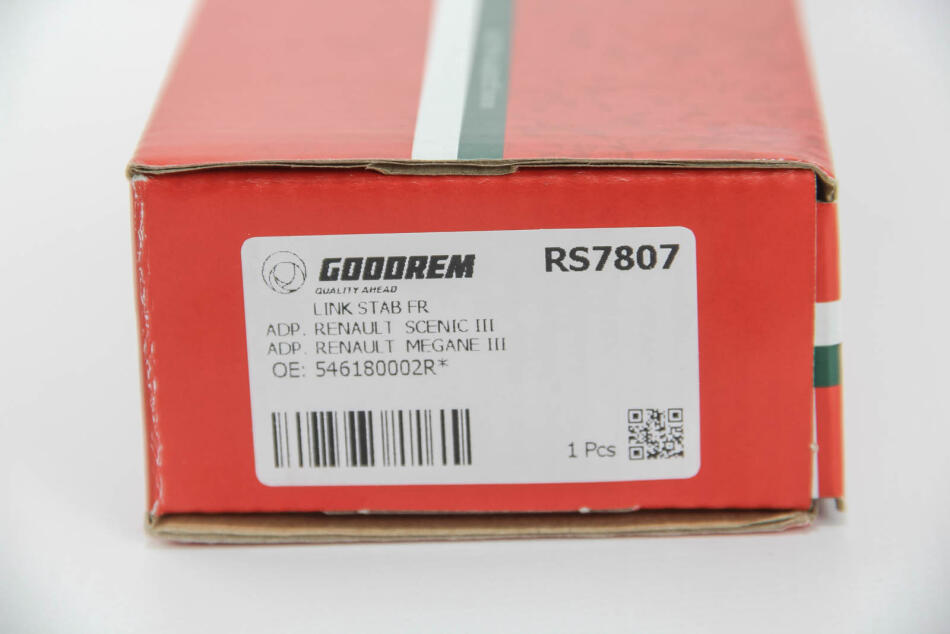 GOODREM
QUALITY AHEAD
RS7807
LINK STAB FR
ADP. RENAULT SCENIC III
ADP. RENAULT MEGANE III
OE: 546180002R*
1 Pcs